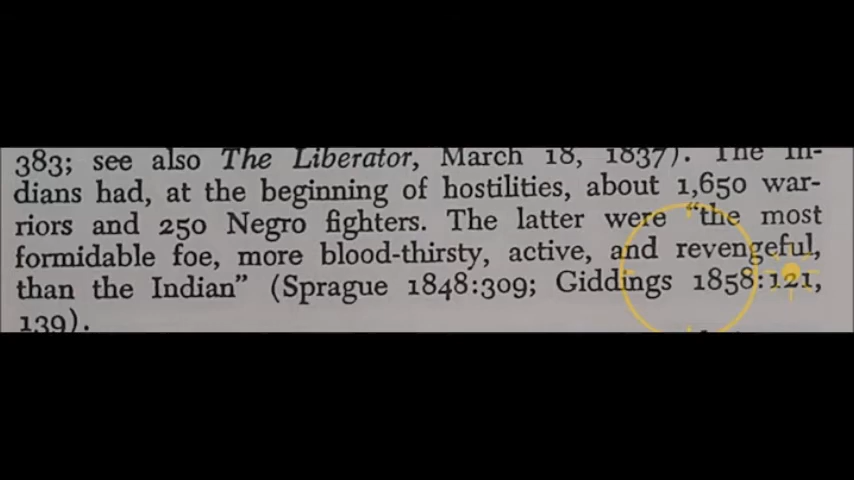 383; see also The Liberator, March 18, 1837). The In-
dians had, at the beginning of hostilities, about 1,650 war-
riors and 250 Negro fighters. The latter were “the most
formidable foe, more blood-thirsty, active, and revengeful,
than the Indian” (Sprague 1848:309; Giddings 1858:121,
139).